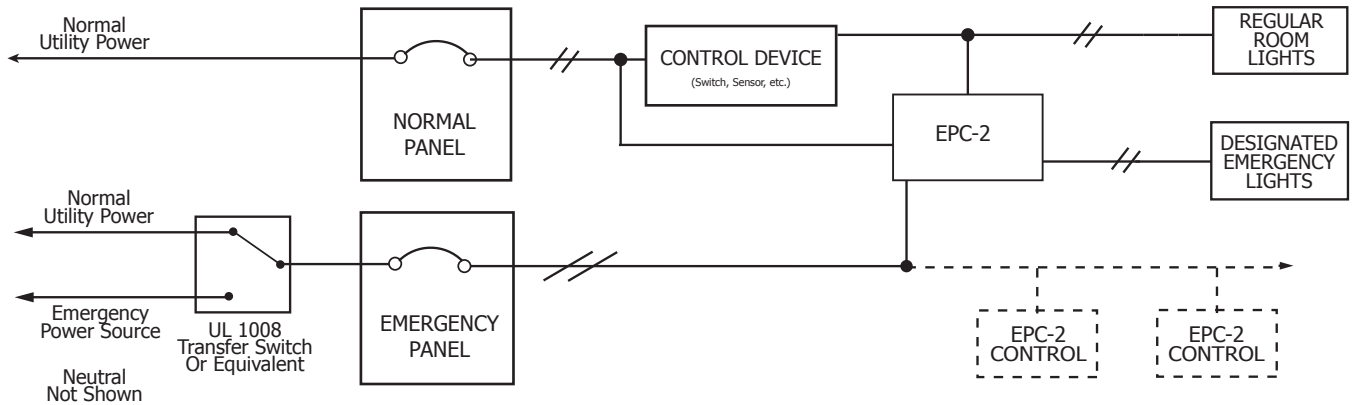 Normal
Utility Power
NORMAL
PANEL
CONTROL DEVICE
(Switch, Sensor, etc.)
REGULAR
ROOM
LIGHTS
EPC-2
DESIGNATED
EMERGENCY
LIGHTS
Normal
Utility Power
Emergency
Power Source
UL 1008
Transfer Switch
Or Equivalent
EMERGENCY
PANEL
EPC-2
CONTROL
EPC-2
CONTROL
Neutral
Not Shown